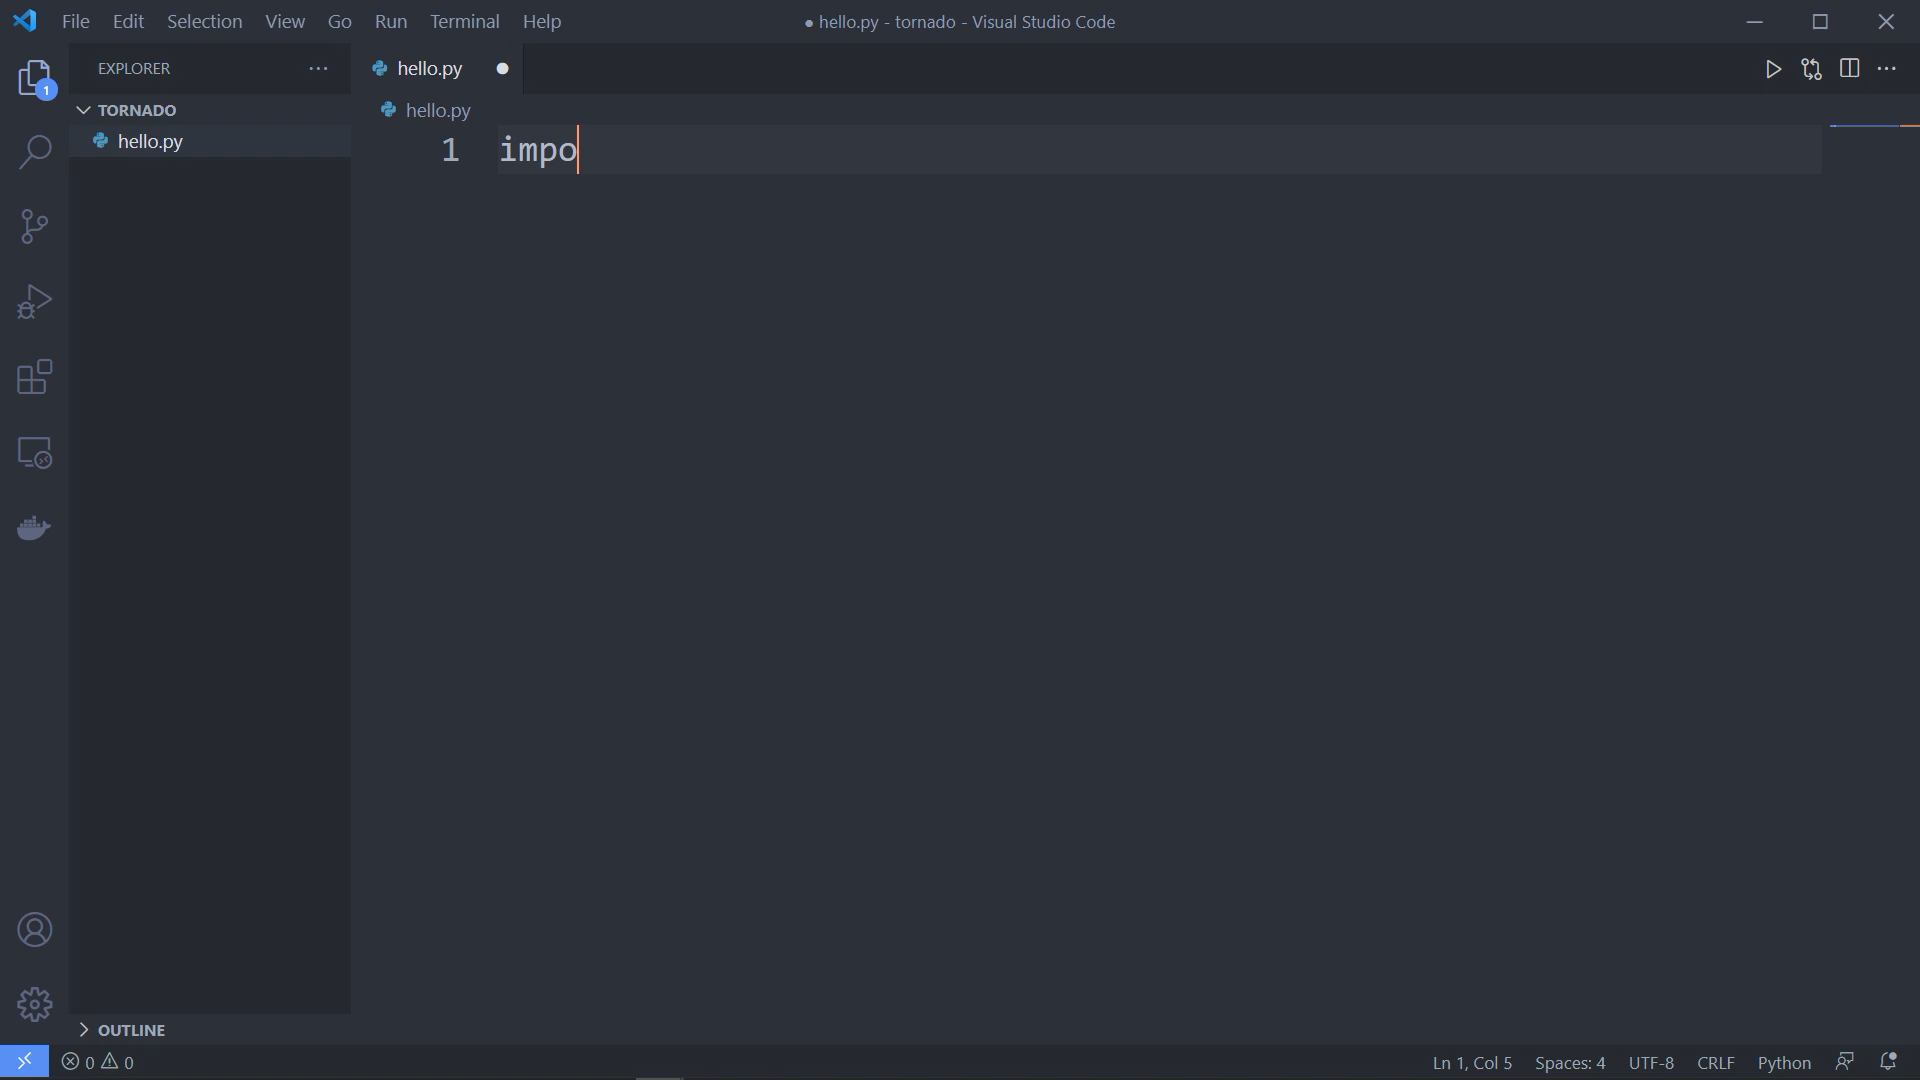 File Edit Selection View Go Run Terminal Help
● hello.py - tornado - Visual Studio Code
EXPLORER
hello.py
1
TORNADO
hello.py
hello.py
1 impo
OUTLINE
0 0
Ln 1, Col 5 Spaces: 4 UTF-8 CRLF Python